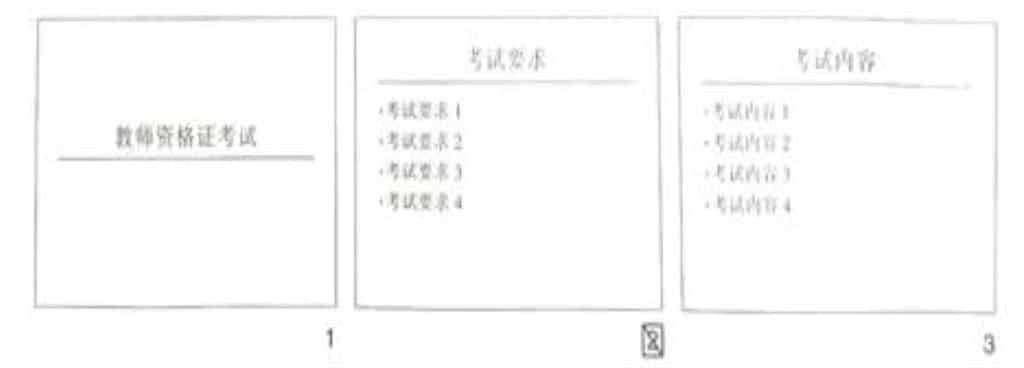 教师资格证考试
1
考试要求
·考试要求 1
·考试要求 2
·考试要求 3
·考试要求 4
2
考试内容
·考试内容 1
·考试内容 2
·考试内容 3
·考试内容 4
3